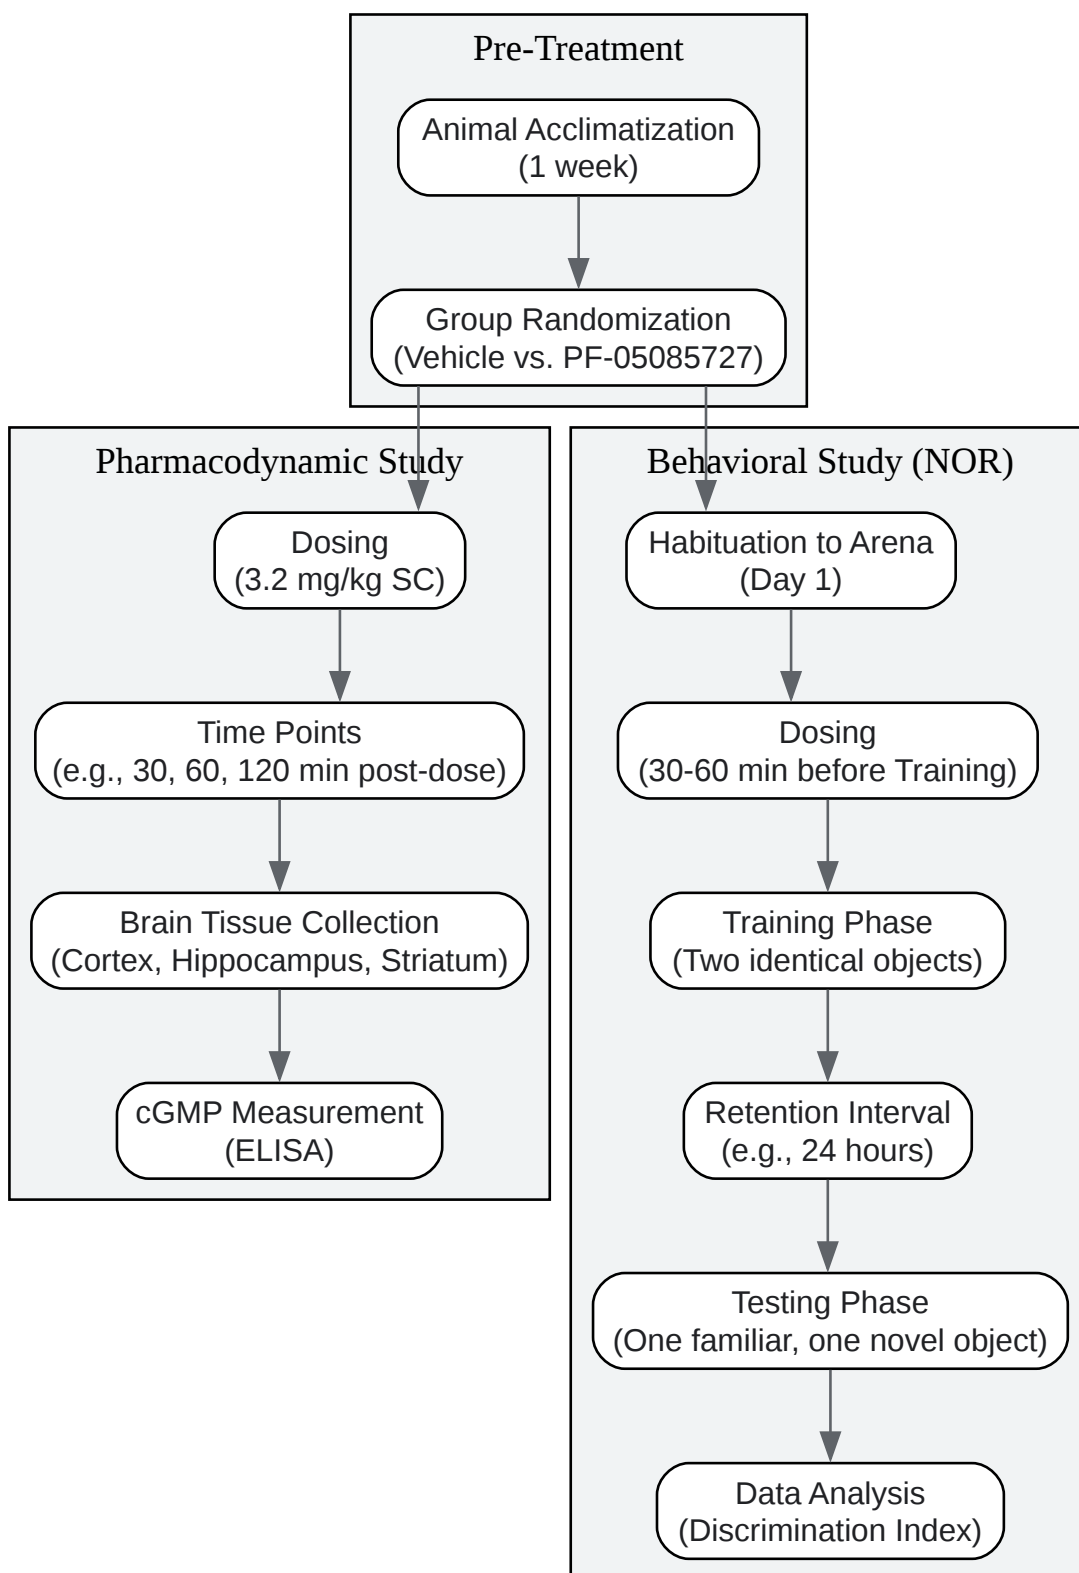 Pre-Treatment
Animal Acclimatization
(1 week)
Group Randomization
(Vehicle vs. PF-05085727)
Pharmacodynamic Study
Dosing
(3.2 mg/kg SC)
Time Points
(e.g., 30, 60, 120 min post-dose)
Brain Tissue Collection
(Cortex, Hippocampus, Striatum)
cGMP Measurement
(ELISA)
Behavioral Study (NOR)
Habituation to Arena
(Day 1)
Dosing
(30-60 min before Training)
Training Phase
(Two identical objects)
Retention Interval
(e.g., 24 hours)
Testing Phase
(One familiar, one novel object)
Data Analysis
(Discrimination Index)